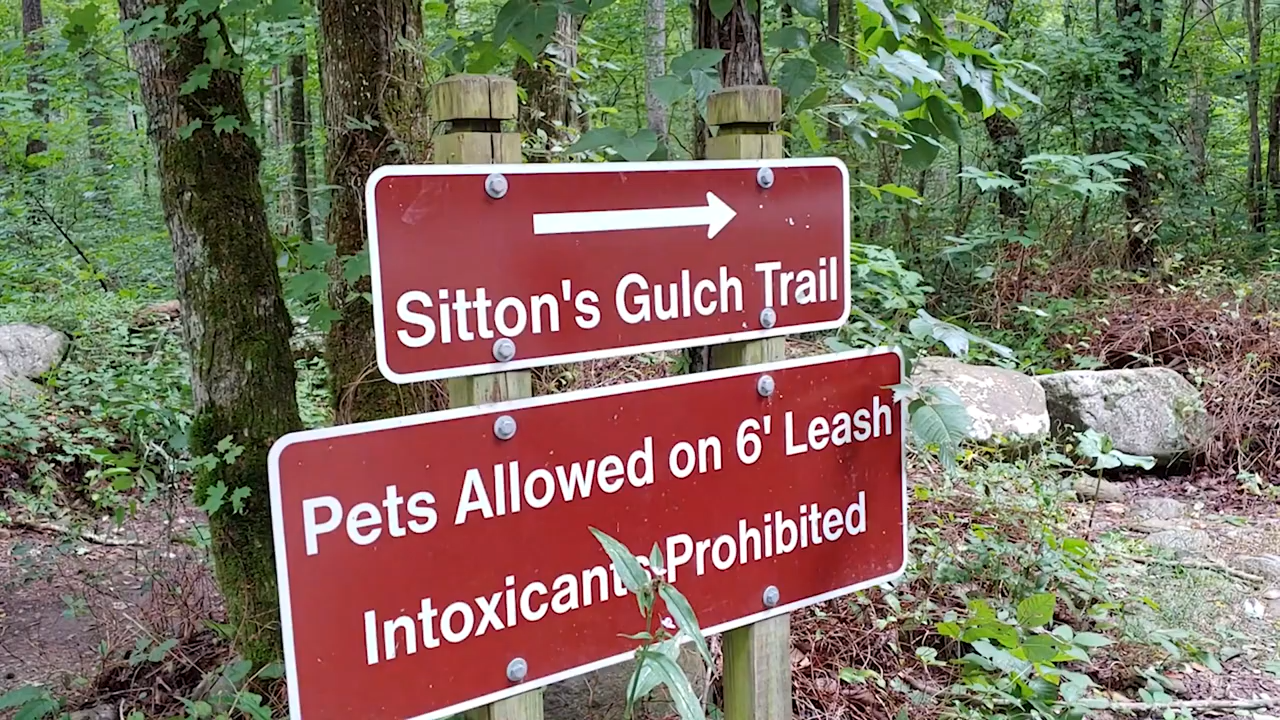 Sitton's Gulch Trail
Pets Allowed on 6' Leash
Intoxicants Prohibited